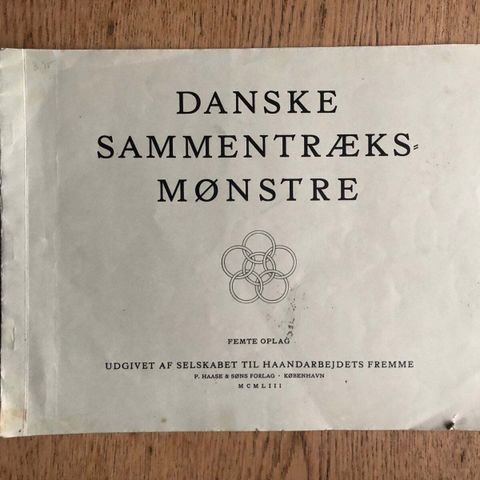 DANSKE
SAMMENTRÆKS=
MØNSTRE
FEMTE OPLAG
UDGIVET AF SELSKABET TIL HAANDARBEJDETS FREMME
P. HAASE & SØNS FORLAG · KØBENHAVN
MCMLIII